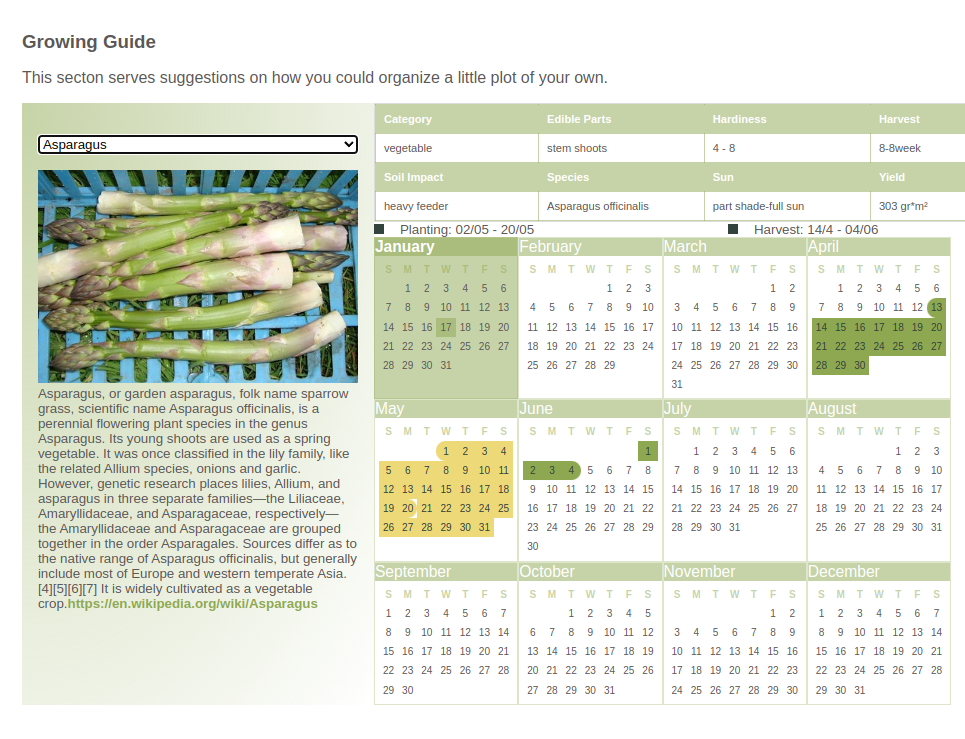 Growing Guide
This secton serves suggestions on how you could organize a little plot of your own.
Asparagus
Asparagus, or garden asparagus, folk name sparrow
grass, scientific name Asparagus officinalis, is a
perennial flowering plant species in the genus
Asparagus. Its young shoots are used as a spring
vegetable. It was once classified in the lily family, like
the related Allium species, onions and garlic.
However, genetic research places lilies, Allium, and
asparagus in three separate families—the Liliaceae,
Amaryllidaceae, and Asparagaceae, respectively—
the Amaryllidaceae and Asparagaceae are grouped
together in the order Asparagales. Sources differ as to
the native range of Asparagus officinalis, but generally
include most of Europe and western temperate Asia.
[4][5][6][7] It is widely cultivated as a vegetable
crop.https://en.wikipedia.org/wiki/Asparagus
Category Edible Parts Hardiness Harvest
vegetable stem shoots 4 - 8 8-8week
Soil Impact Species Sun Yield
heavy feeder Asparagus officinalis part shade-full sun 303 gr*m²
Planting: 02/05 - 20/05 Harvest: 14/4 - 04/06
January
S M T W T F S
1 2 3 4 5 6
7 8 9 10 11 12 13
14 15 16 17 18 19 20
21 22 23 24 25 26 27
28 29 30 31
February
S M T W T F S
1 2 3
4 5 6 7 8 9 10
11 12 13 14 15 16 17
18 19 20 21 22 23 24
25 26 27 28 29
March
S M T W T F S
1 2
3 4 5 6 7 8 9
10 11 12 13 14 15 16
17 18 19 20 21 22 23
24 25 26 27 28 29 30
31
April
S M T W T F S
1 2 3 4 5 6
7 8 9 10 11 12 13
14 15 16 17 18 19 20
21 22 23 24 25 26 27
28 29 30
May
S M T W T F S
1 2 3 4
5 6 7 8 9 10 11
12 13 14 15 16 17 18
19 20 21 22 23 24 25
26 27 28 29 30 31
June
S M T W T F S
1
2 3 4 5 6 7 8
9 10 11 12 13 14 15
16 17 18 19 20 21 22
23 24 25 26 27 28 29
30
July
S M T W T F S
1 2 3 4 5 6
7 8 9 10 11 12 13
14 15 16 17 18 19 20
21 22 23 24 25 26 27
28 29 30 31
August
S M T W T F S
1 2 3
4 5 6 7 8 9 10
11 12 13 14 15 16 17
18 19 20 21 22 23 24
25 26 27 28 29 30 31
September
S M T W T F S
1 2 3 4 5 6 7
8 9 10 11 12 13 14
15 16 17 18 19 20 21
22 23 24 25 26 27 28
29 30
October
S M T W T F S
1 2 3 4 5
6 7 8 9 10 11 12
13 14 15 16 17 18 19
20 21 22 23 24 25 26
27 28 29 30 31
November
S M T W T F S
1 2
3 4 5 6 7 8 9
10 11 12 13 14 15 16
17 18 19 20 21 22 23
24 25 26 27 28 29 30
December
S M T W T F S
1 2 3 4 5 6 7
8 9 10 11 12 13 14
15 16 17 18 19 20 21
22 23 24 25 26 27 28
29 30 31